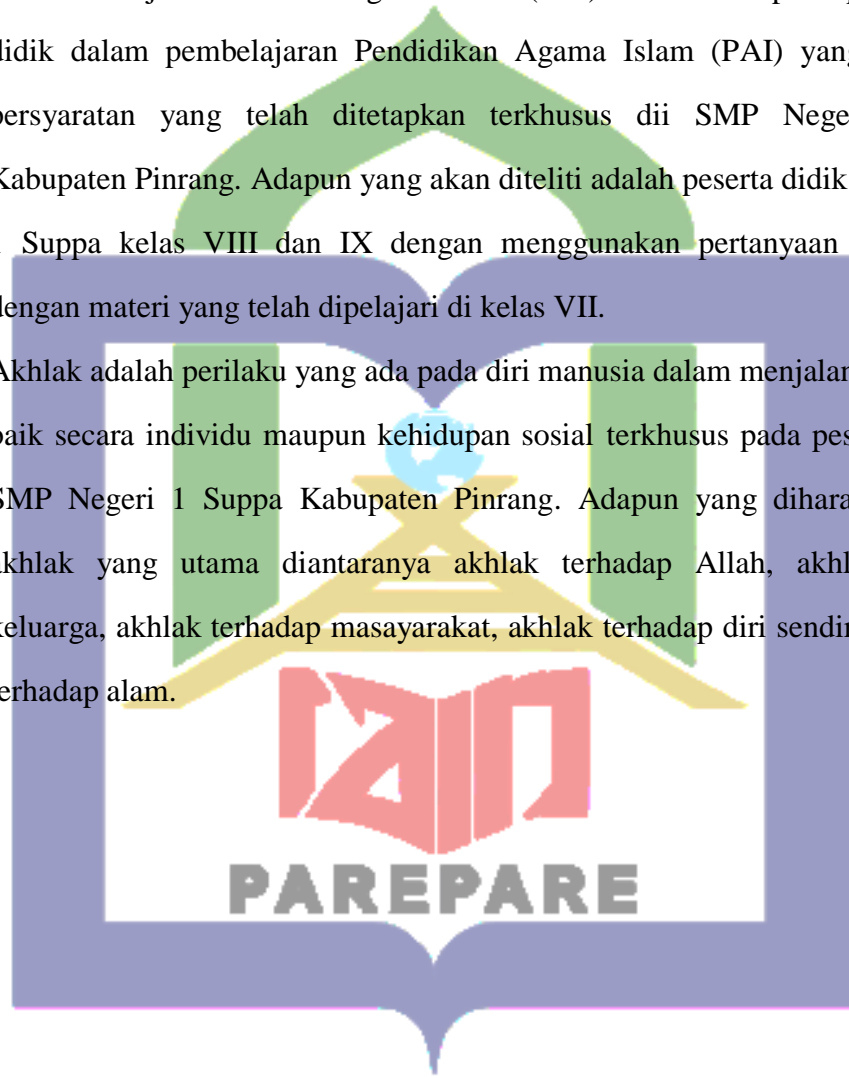 didik dalam pembelajaran Pendidikan Agama Islam (PAI) yang
persyaratan yang telah ditetapkan terkhusus dii SMP Nege
Kabupaten Pinrang. Adapun yang akan diteliti adalah peserta didik
Suppa kelas VIII dan IX dengan menggunakan pertanyaan
dengan materi yang telah dipelajari di kelas VII.
Akhlak adalah perilaku yang ada pada diri manusia dalam menjalan
baik secara individu maupun kehidupan sosial terkhusus pada pes
SMP Negeri 1 Suppa Kabupaten Pinrang. Adapun yang dihara
akhlak yang utama diantaranya akhlak terhadap Allah, akhl
keluarga, akhlak terhadap masayarakat, akhlak terhadap diri sendir
terhadap alam.
iain
PAREPARE